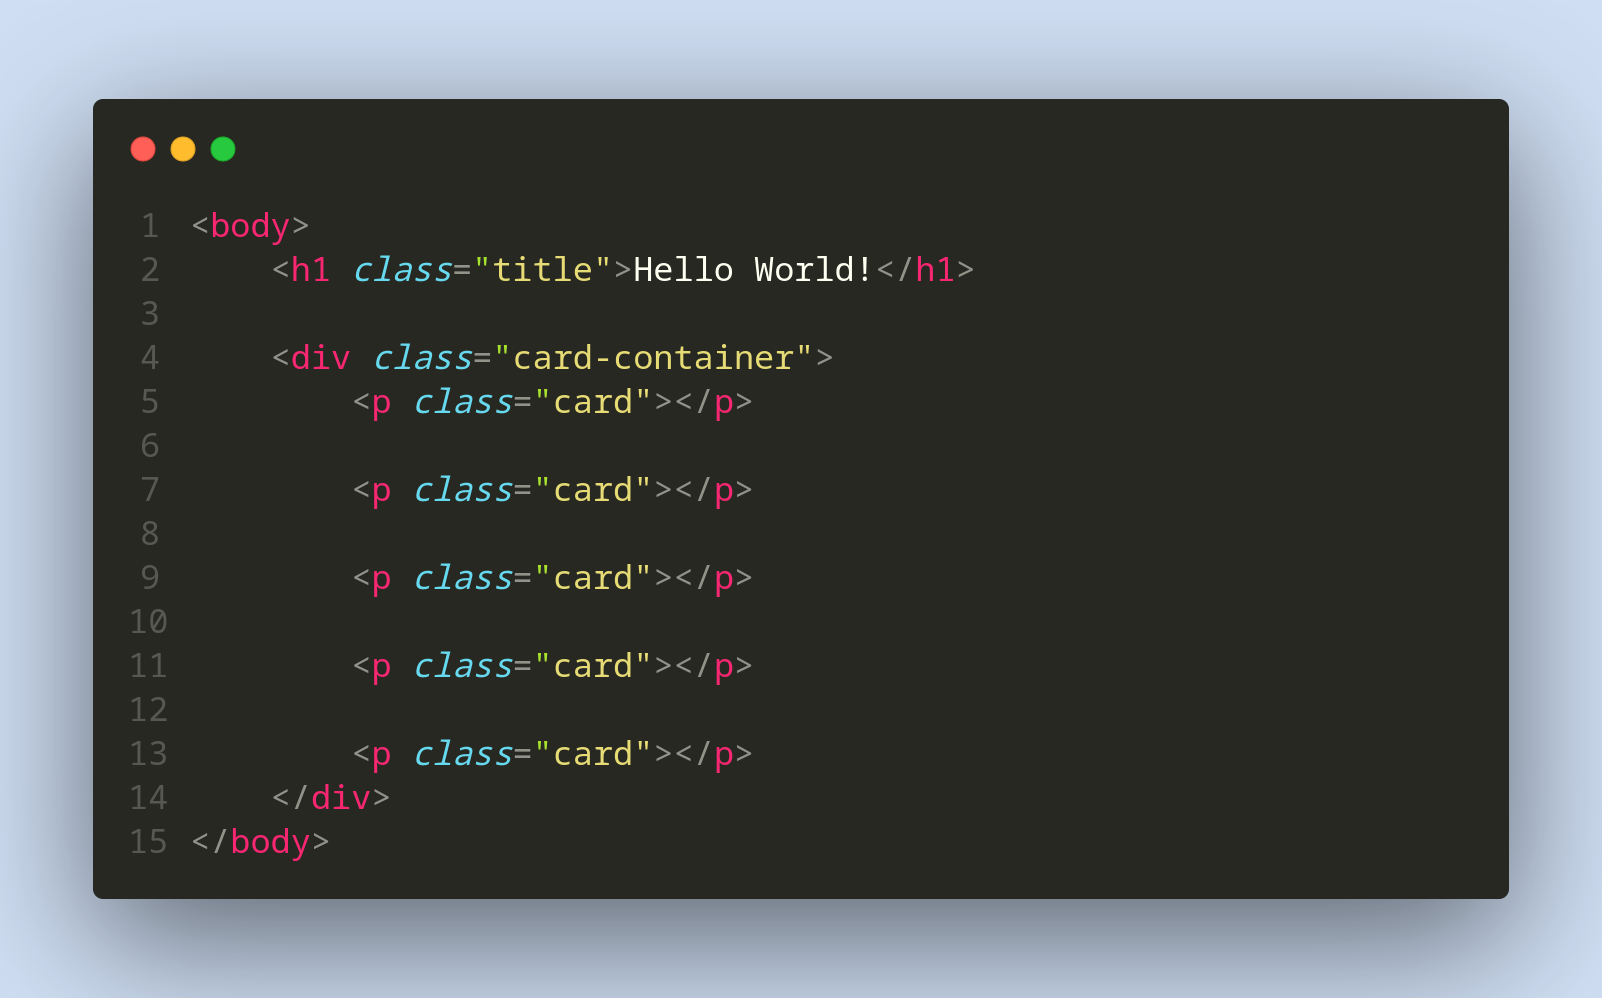 1 <body>
2     <h1 class="title">Hello World!</h1>
3
4     <div class="card-container">
5         <p class="card"></p>
6
7         <p class="card"></p>
8
9         <p class="card"></p>
10
11         <p class="card"></p>
12
13         <p class="card"></p>
14     </div>
15 </body>